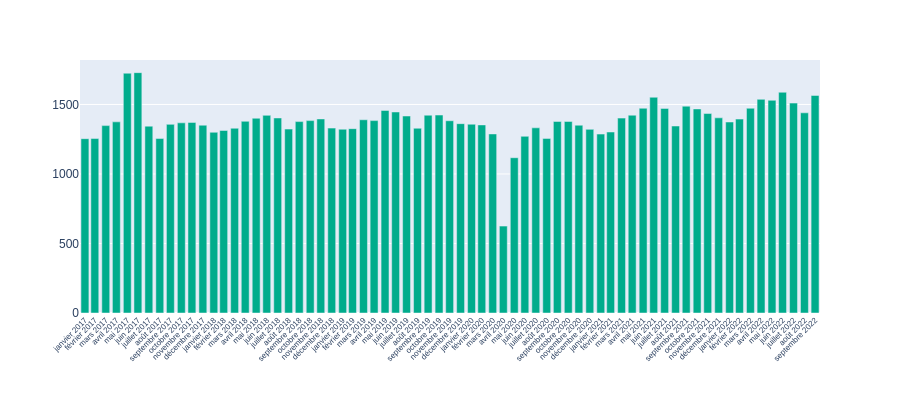 1500
1000
500
0
janvier 2017
février 2017
mars 2017
avril 2017
mai 2017
juin 2017
juillet 2017
août 2017
septembre 2017
octobre 2017
novembre 2017
décembre 2017
janvier 2018
février 2018
mars 2018
avril 2018
mai 2018
juin 2018
juillet 2018
août 2018
septembre 2018
octobre 2018
novembre 2018
décembre 2018
janvier 2019
février 2019
mars 2019
avril 2019
mai 2019
juin 2019
juillet 2019
août 2019
septembre 2019
octobre 2019
novembre 2019
décembre 2019
janvier 2020
février 2020
mars 2020
avril 2020
mai 2020
juin 2020
juillet 2020
août 2020
septembre 2020
octobre 2020
novembre 2020
décembre 2020
janvier 2021
février 2021
mars 2021
avril 2021
mai 2021
juin 2021
juillet 2021
août 2021
septembre 2021
octobre 2021
novembre 2021
décembre 2021
janvier 2022
février 2022
mars 2022
avril 2022
mai 2022
juin 2022
juillet 2022
août 2022
septembre 2022